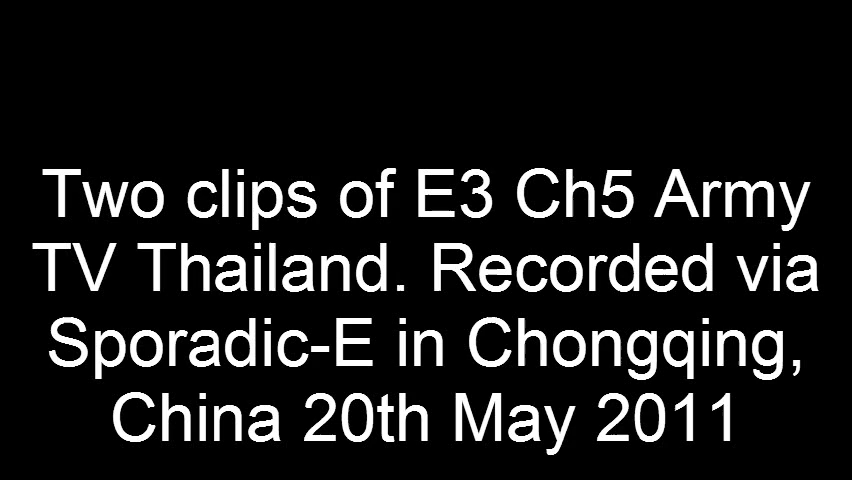 Two clips of E3 Ch5 Army
TV Thailand. Recorded via
Sporadic-E in Chongqing,
China 20th May 2011